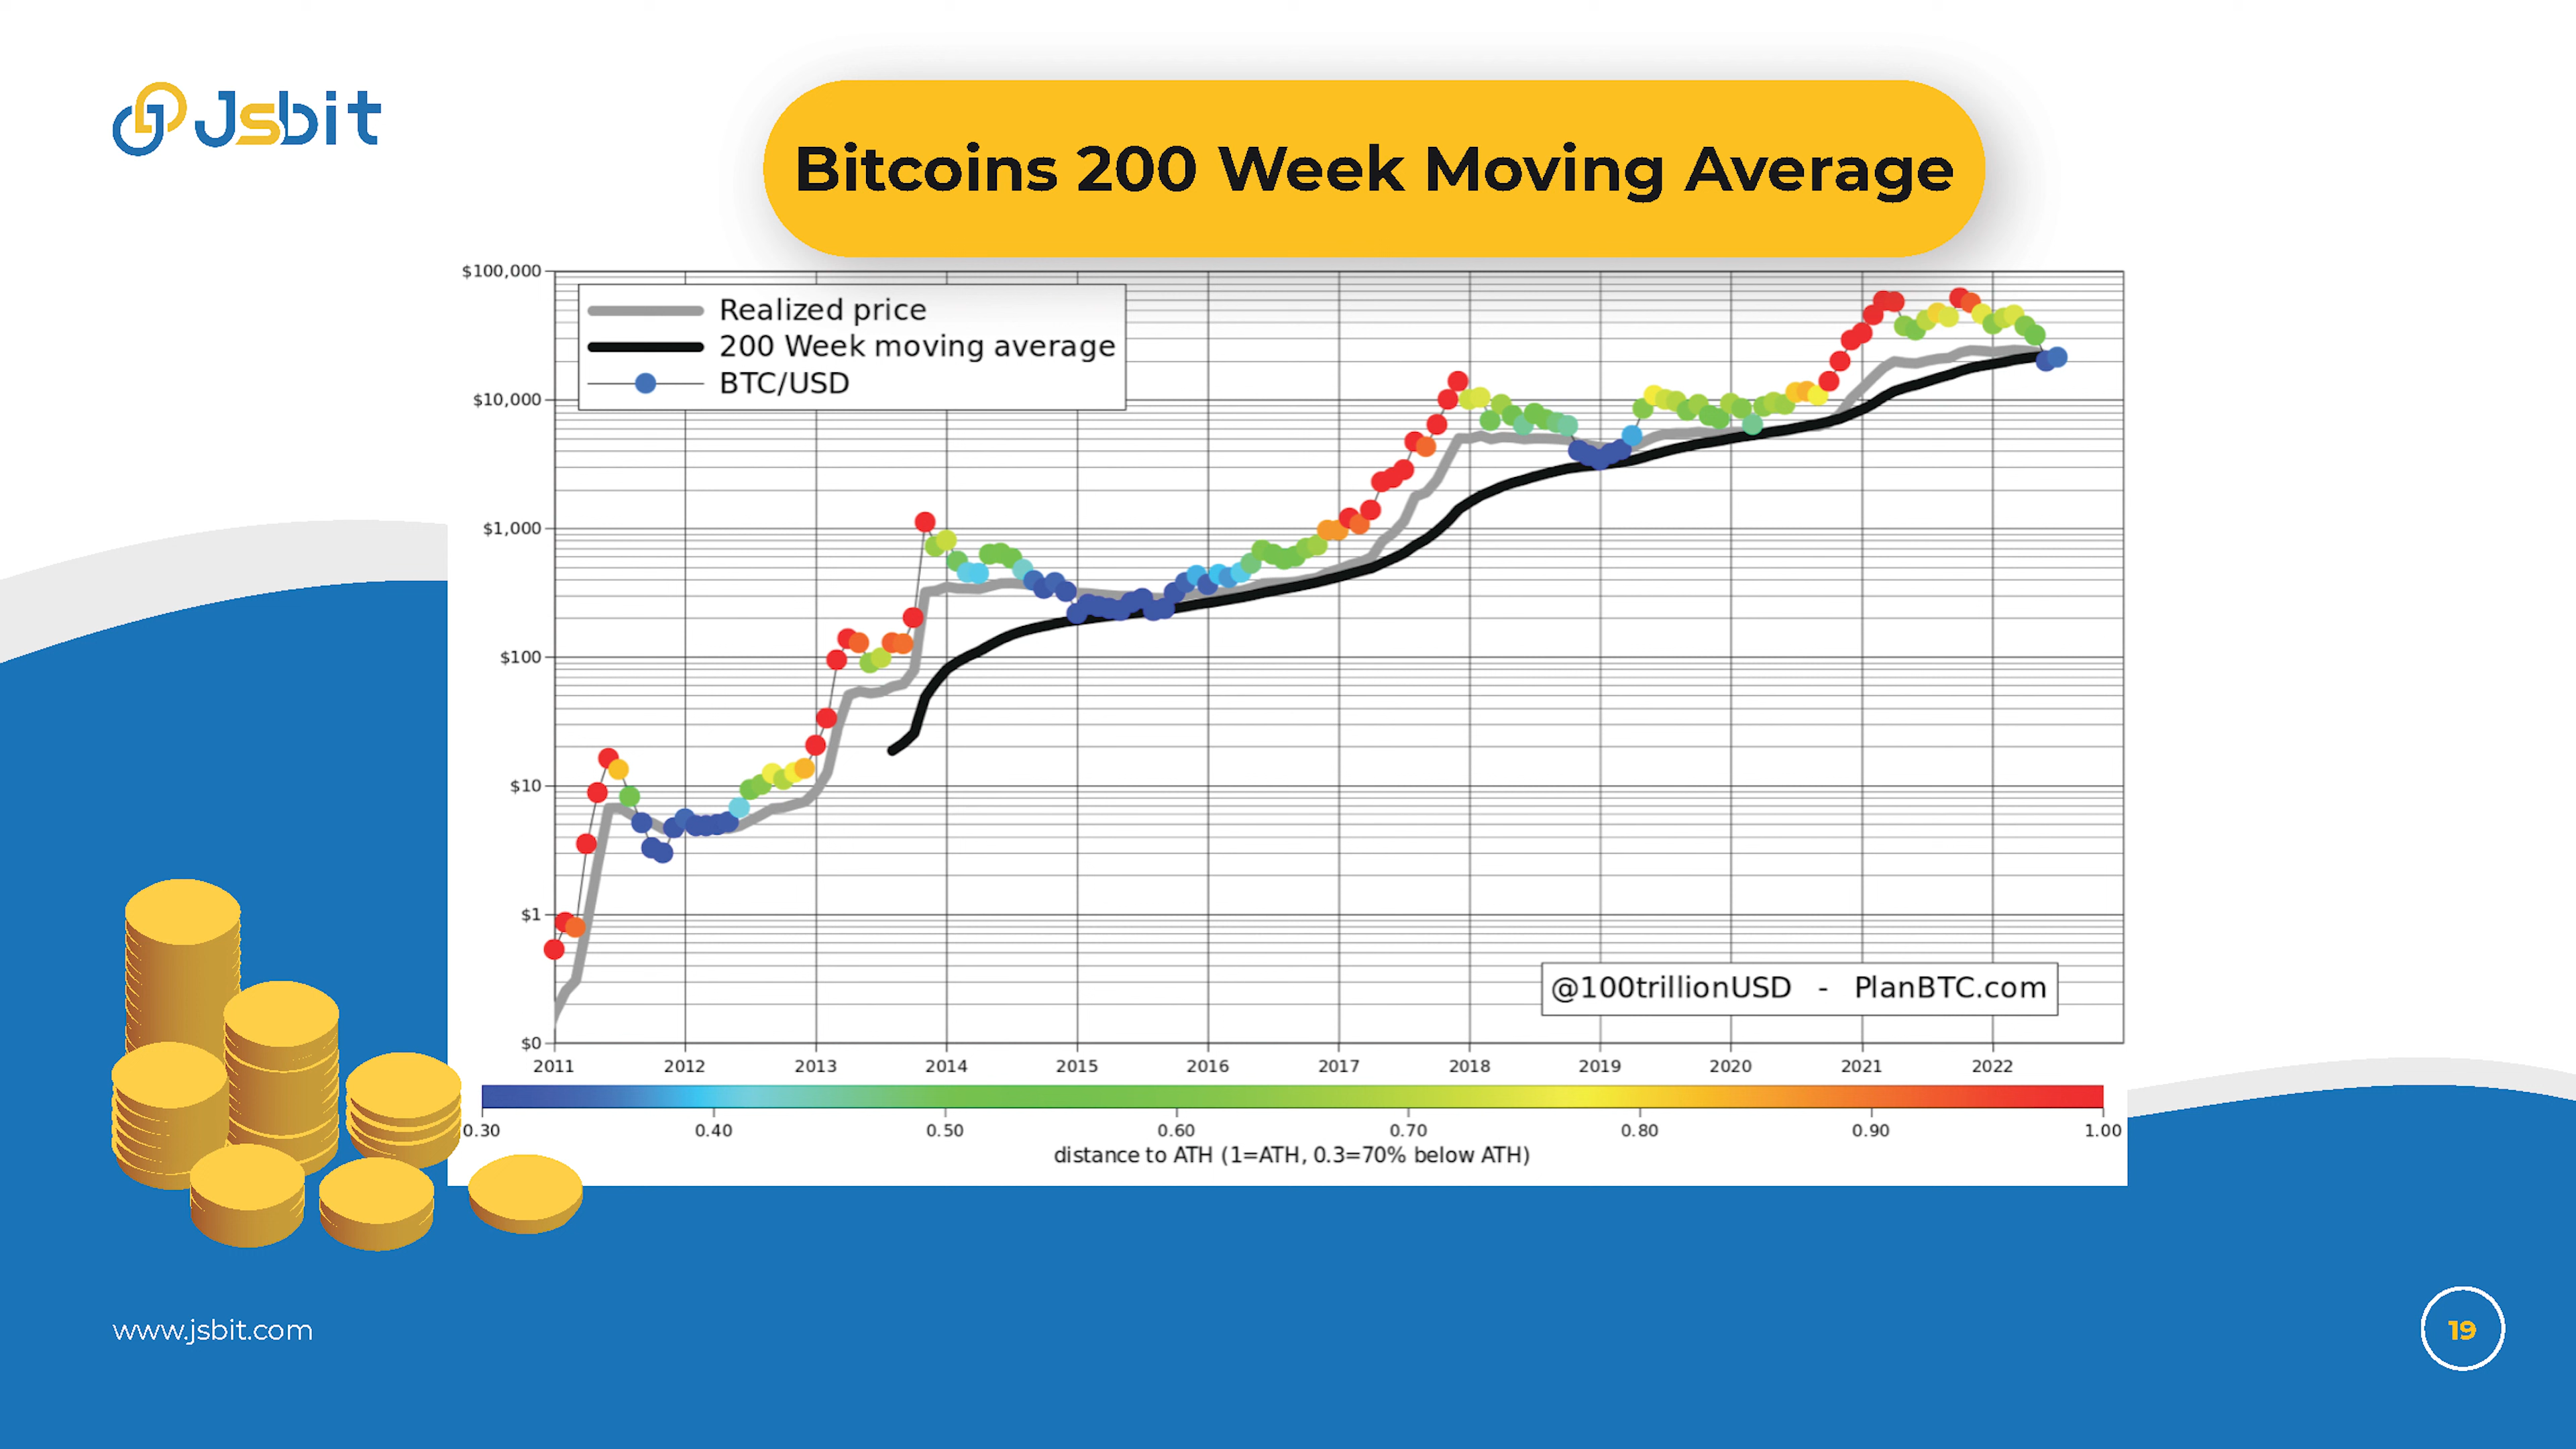 Jsbit
Bitcoins 200 Week Moving Average
$100,000
$10,000
$1,000
$100
$10
$1
$0
Realized price
200 Week moving average
BTC/USD
@100trillionUSD - PlanBTC.com
2011 2012 2013 2014 2015 2016 2017 2018 2019 2020 2021 2022
0.30 0.40 0.50 0.60 0.70 0.80 0.90 1.00
distance to ATH (1=ATH, 0.3=70% below ATH)
www.jsbit.com
19